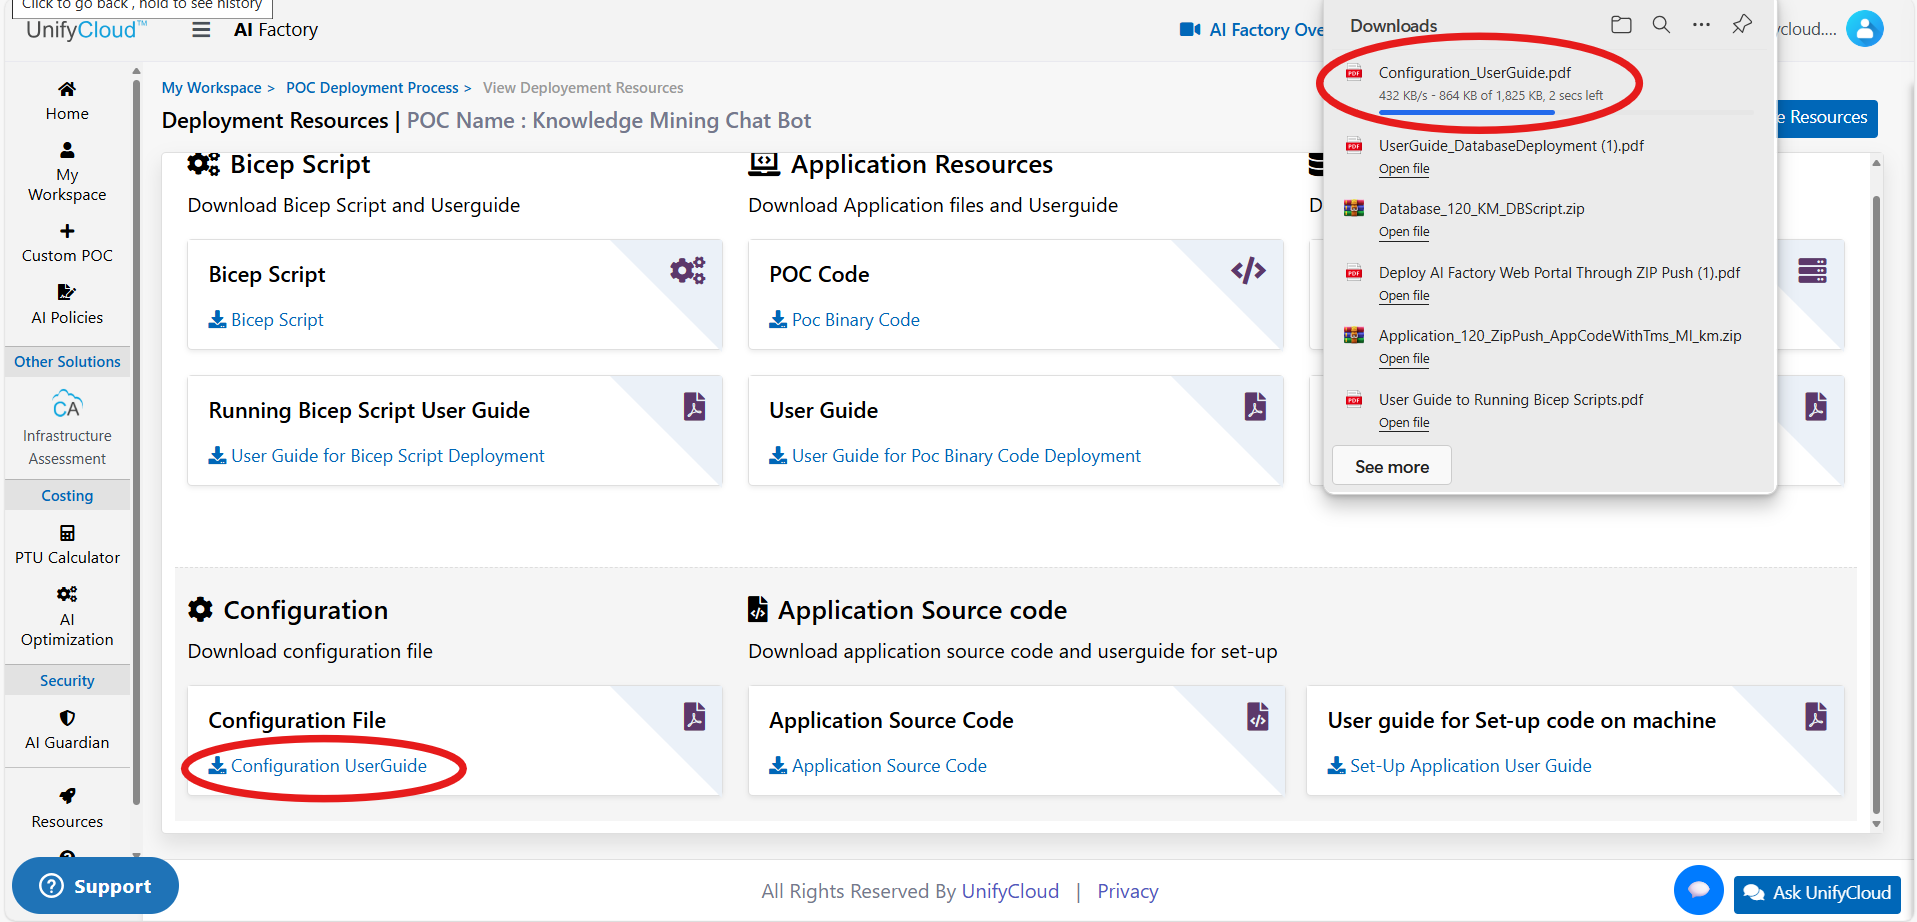 Click to go back, hold to see history
UnifyCloud™
AI Factory
AI Factory Ove
ycloud....
Home
My
Workspace
Custom POC
AI Policies
Other Solutions
CA
Infrastructure
Assessment
Costing
PTU Calculator
AI
Optimization
Security
AI Guardian
Resources
Support
My Workspace > POC Deployment Process > View Deployement Resources
Deployment Resources | POC Name : Knowledge Mining Chat Bot
e Resources
Bicep Script
Download Bicep Script and Userguide
Bicep Script
Bicep Script
Running Bicep Script User Guide
User Guide for Bicep Script Deployment
Application Resources
Download Application files and Userguide
POC Code
Poc Binary Code
User Guide
User Guide for Poc Binary Code Deployment
D
Downloads
PDF
Configuration_UserGuide.pdf
432 KB/s - 864 KB of 1,825 KB, 2 secs left
PDF
UserGuide_DatabaseDeployment (1).pdf
Open file
Database_120_KM_DBScript.zip
Open file
PDF
Deploy AI Factory Web Portal Through ZIP Push (1).pdf
Open file
Application_120_ZipPush_AppCodeWithTms_MI_km.zip
Open file
PDF
User Guide to Running Bicep Scripts.pdf
Open file
See more
Configuration
Download configuration file
Configuration File
Configuration UserGuide
Application Source code
Download application source code and userguide for set-up
Application Source Code
Application Source Code
User guide for Set-up code on machine
Set-Up Application User Guide
All Rights Reserved By UnifyCloud | Privacy
Ask UnifyCloud